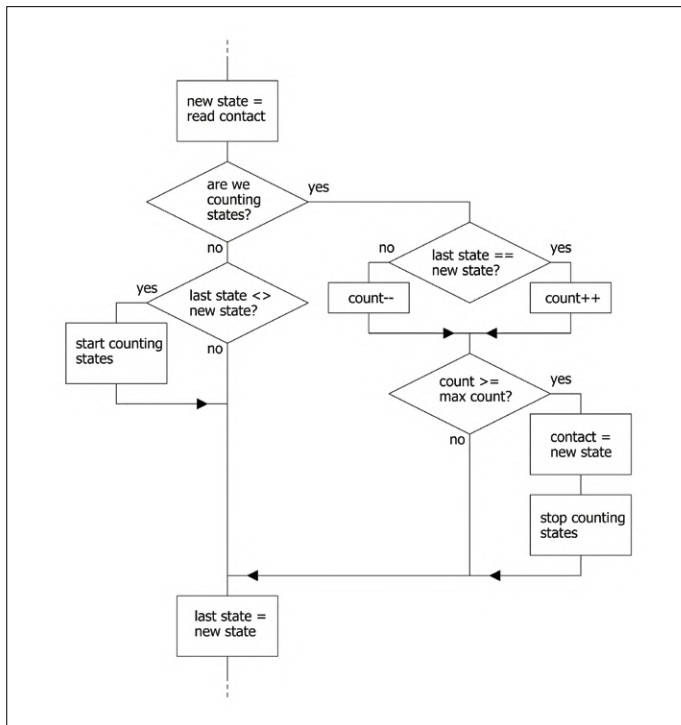 new state =
read contact
are we
counting
states?
yes
no
no
last state ==
new state?
yes
yes
last state <>
new state?
no
count--
count++
start counting
states
count >=
max count?
yes
no
contact =
new state
stop counting
states
last state =
new state